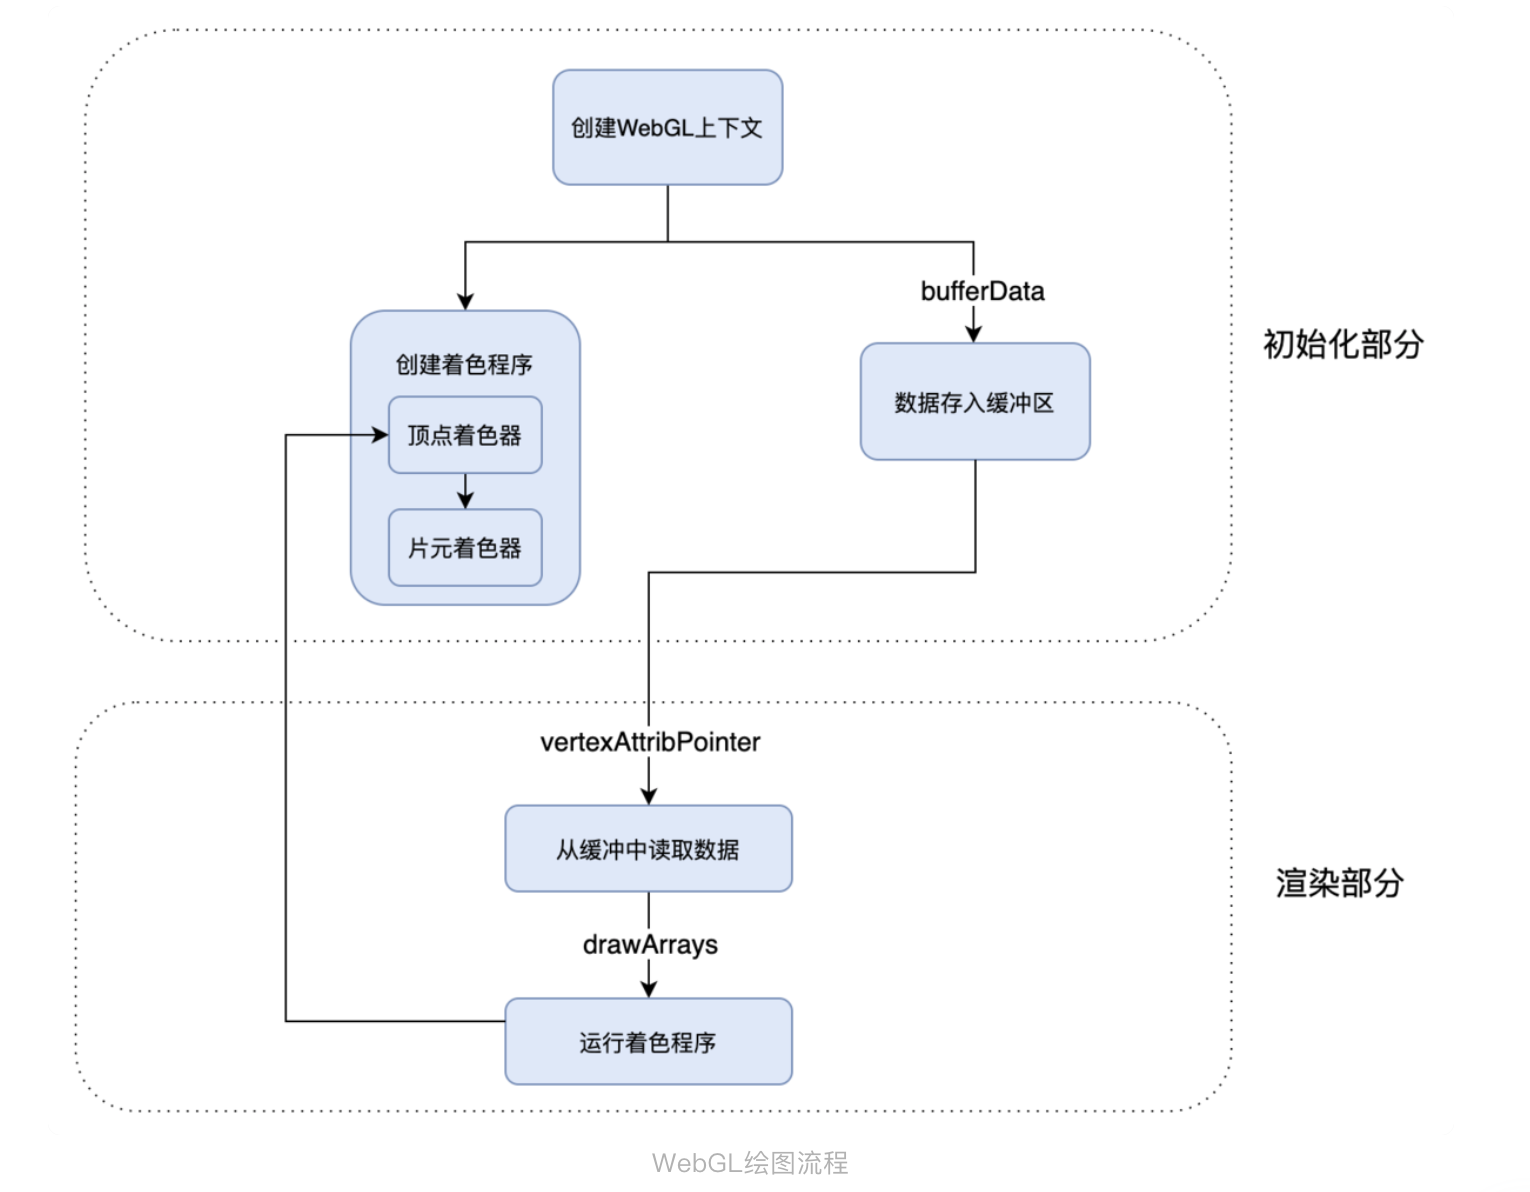 创建WebGL上下文
bufferData
创建着色程序
顶点着色器
片元着色器
数据存入缓冲区
初始化部分
vertexAttribPointer
从缓冲中读取数据
drawArrays
运行着色程序
渲染部分
WebGL绘图流程